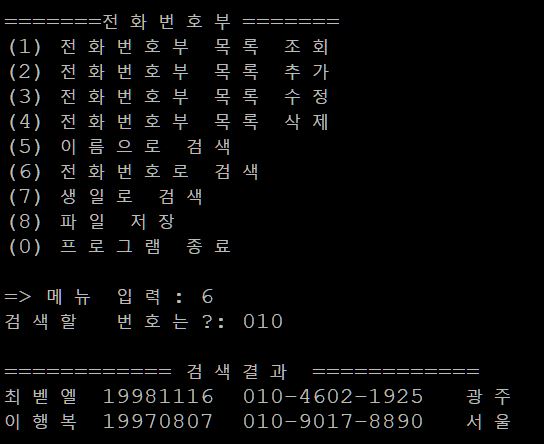 =======전화번호부=======
(1) 전화번호부 목록 조회
(2) 전화번호부 목록 추가
(3) 전화번호부 목록 수정
(4) 전화번호부 목록 삭제
(5) 이름으로 검색
(6) 전화번호로 검색
(7) 생일로 검색
(8) 파일 저장
(0) 프로그램 종료
=> 메뉴 입력 : 6
검색할 번호는 ?: 010
============ 검색결과 ============
최벧엘 19981116 010-4602-1925 광주
이행복 19970807 010-9017-8890 서울